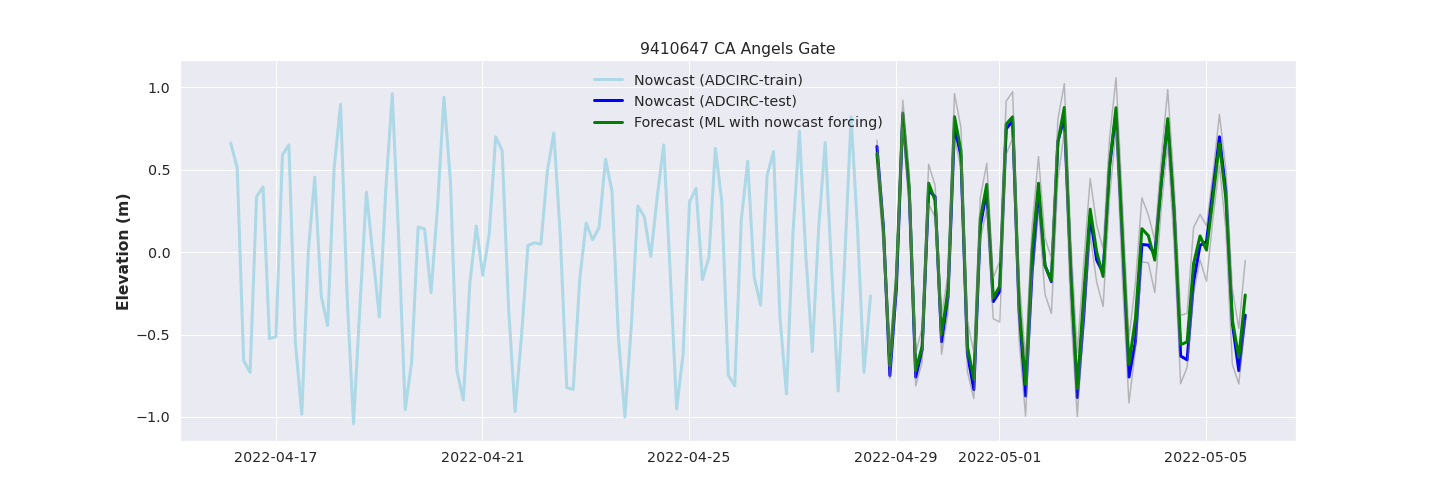 9410647 CA Angels Gate
Nowcast (ADCIRC-train)
Nowcast (ADCIRC-test)
Forecast (ML with nowcast forcing)
Elevation (m)
1.0
0.5
0.0
−0.5
−1.0
2022-04-17 2022-04-21 2022-04-25 2022-04-29 2022-05-01 2022-05-05